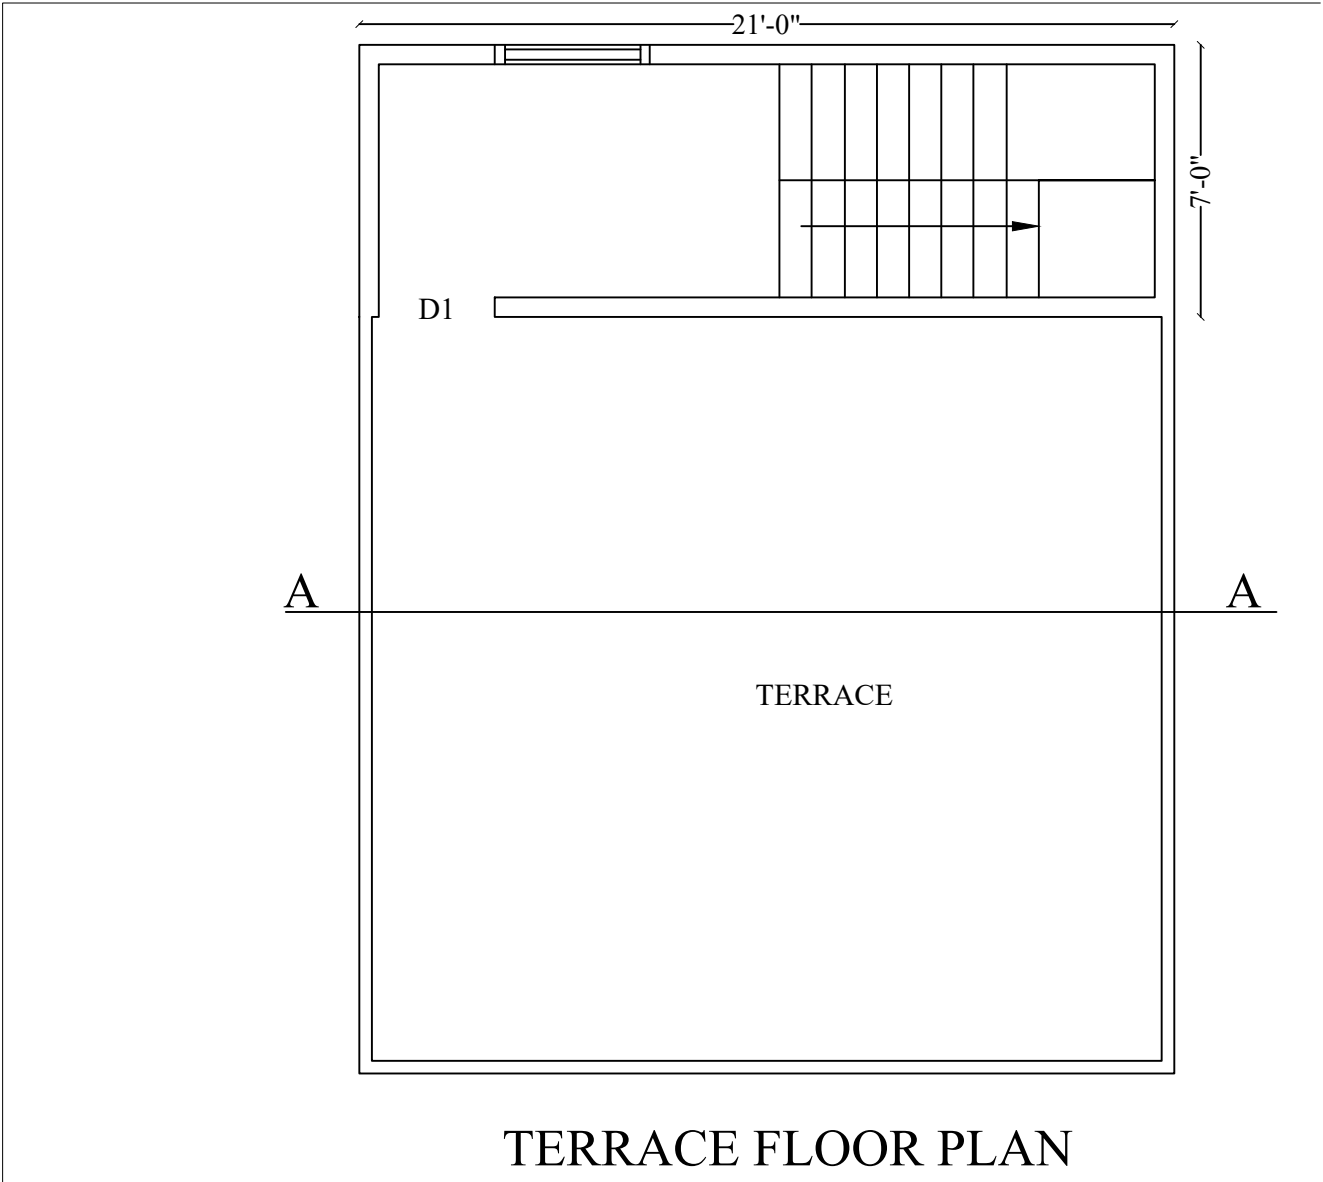 21'-0"
7'-0"
D1
A A
TERRACE
TERRACE FLOOR PLAN